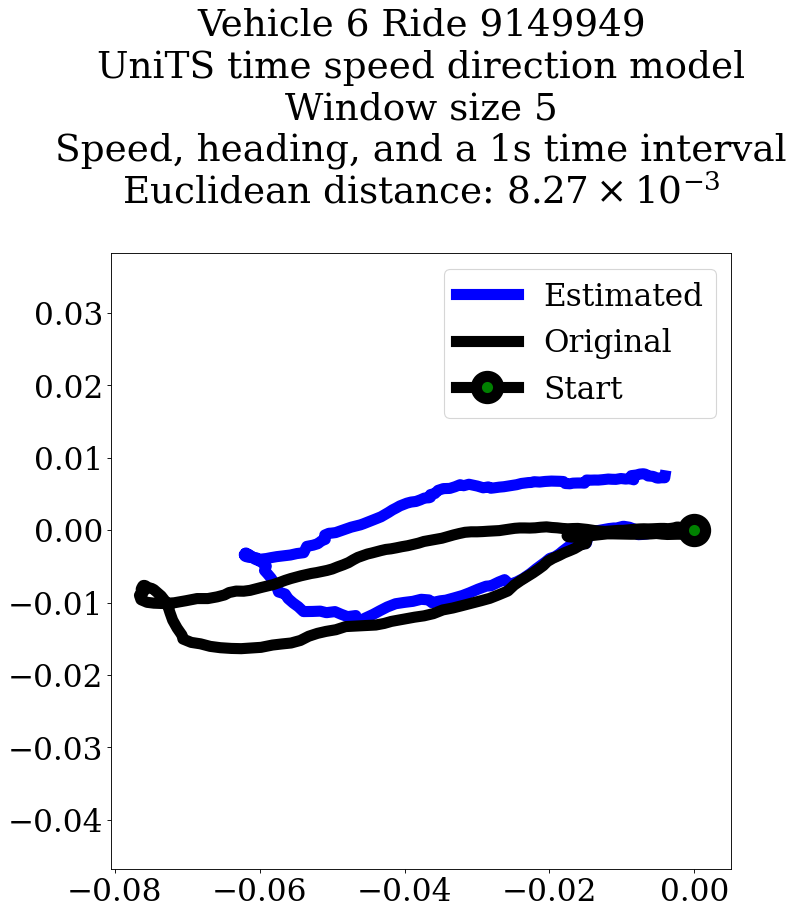 Vehicle 6 Ride 9149949
UniTS time speed direction model
Window size 5
Speed, heading, and a 1s time interval
Euclidean distance: 8.27 × 10⁻³
Estimated
Original
Start
0.03
0.02
0.01
0.00
−0.01
−0.02
−0.03
−0.04
−0.08 −0.06 −0.04 −0.02 0.00